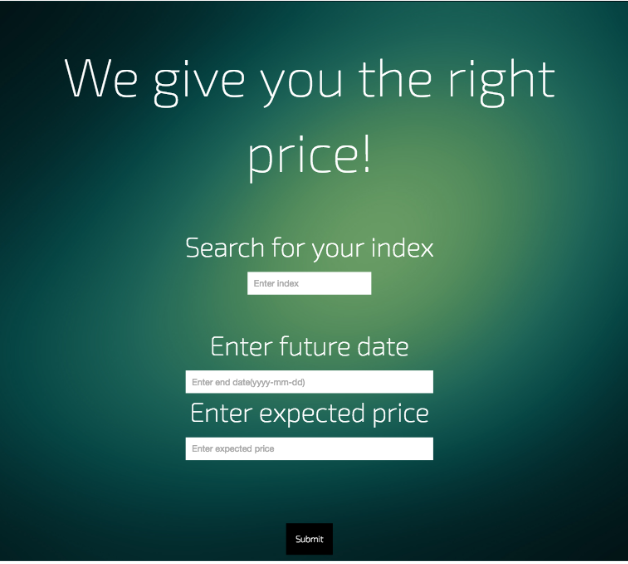 We give you the right
price!
Search for your index
Enter index
Enter future date
Enter end date(yyyy-mm-dd)
Enter expected price
Enter expected price
Submit